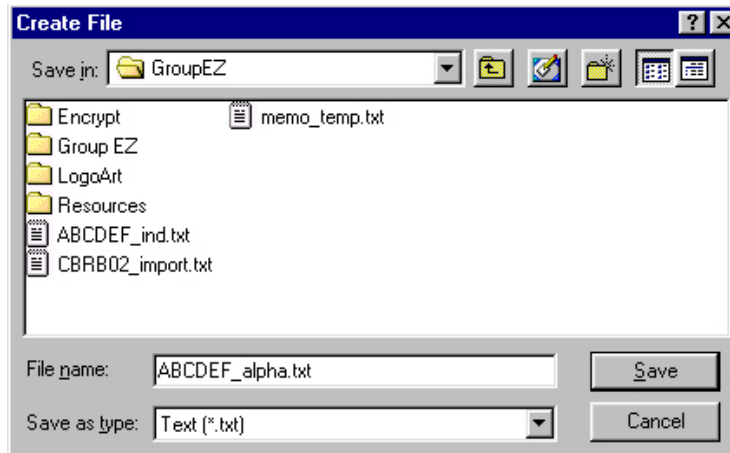 Create File
Save in: GroupEZ
Encrypt
Group EZ
LogoArt
Resources
ABCDEF_ind.txt
CBRB02_import.txt
memo_temp.txt
File name: ABCDEF_alpha.txt Save
Save as type: Text (*.txt) Cancel